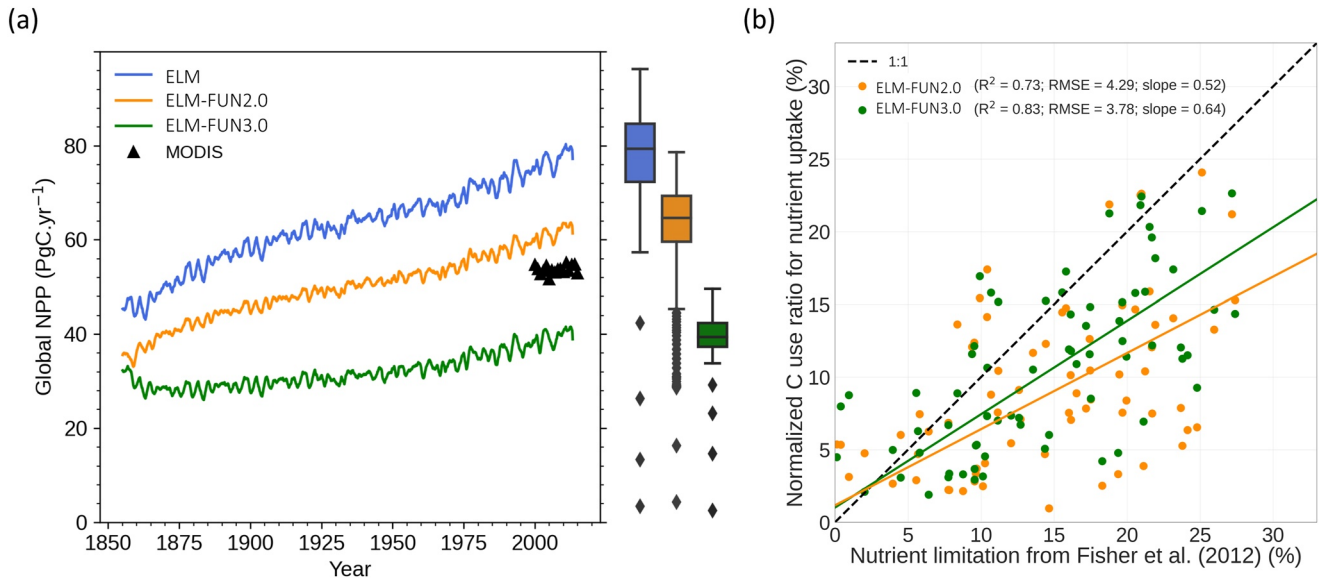 (a)
ELM
ELM-FUN2.0
ELM-FUN3.0
MODIS
Global NPP (PgC.yr⁻¹)
80
60
40
20
0
1850 1875 1900 1925 1950 1975 2000
Year
(b)
1:1
ELM-FUN2.0 (R² = 0.73; RMSE = 4.29; slope = 0.52)
ELM-FUN3.0 (R² = 0.83; RMSE = 3.78; slope = 0.64)
Normalized C use ratio for nutrient uptake (%)
30
25
20
15
10
5
0
0 5 10 15 20 25 30
Nutrient limitation from Fisher et al. (2012) (%)